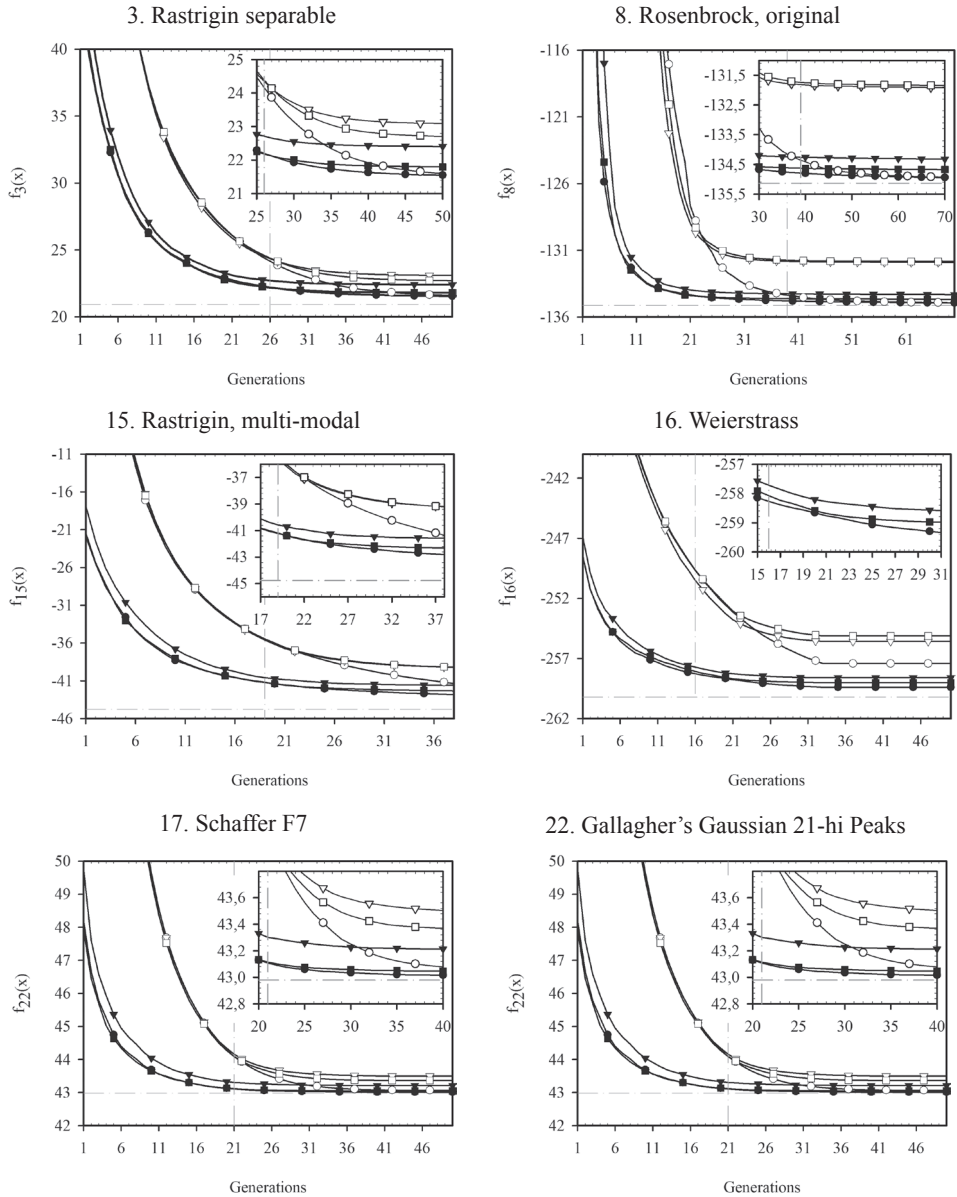 3. Rastrigin separable
40
30
20
f3(x)
1 6 11 16 21 26 31 36 41 46
Generations
25
24
23
22
21
25 30 35 40 45 50
8. Rosenbrock, original
-116
-121
-126
-131
-136
f8(x)
1 11 21 31 41 51 61
Generations
-131,5
-132,5
-133,5
-134,5
-135,5
30 40 50 60 70
15. Rastrigin, multi-modal
-11
-16
-21
-26
-31
-36
-41
-46
f15(x)
1 6 11 16 21 26 31 36
Generations
-37
-39
-41
-43
-45
17 22 27 32 37
16. Weierstrass
-242
-247
-252
-257
-262
f16(x)
1 6 11 16 21 26 31 36 41 46
Generations
-257
-258
-259
-260
15 17 19 21 23 25 27 29 31
17. Schaffer F7
50
49
48
47
46
45
44
43
42
f22(x)
1 6 11 16 21 26 31 36 41 46
Generations
43,6
43,4
43,2
43,0
42,8
20 25 30 35 40
22. Gallagher's Gaussian 21-hi Peaks
50
49
48
47
46
45
44
43
42
f22(x)
1 6 11 16 21 26 31 36 41 46
Generations
43,6
43,4
43,2
43,0
42,8
20 25 30 35 40